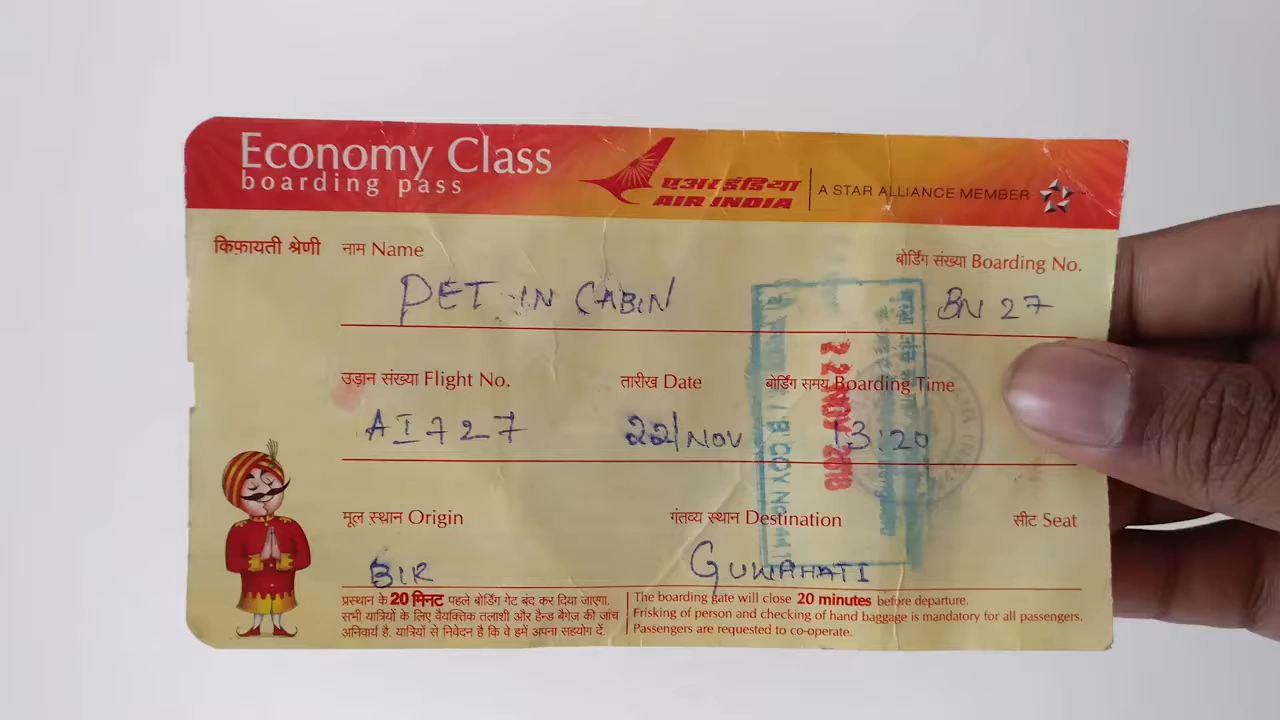 Economy Class
boarding pass
एअर इंडिया
AIR INDIA
A STAR ALLIANCE MEMBER
किफ़ायती श्रेणी
नाम Name
बोर्डिंग संख्या Boarding No.
PET IN CABIN
BN 27
उड़ान संख्या Flight No.
तारीख Date
बोर्डिंग समय Boarding Time
AI 727
22/NOV
13:20
22 NOV 2018
मूल स्थान Origin
गंतव्य स्थान Destination
सीट Seat
GUWAHATI
प्रस्थान के 20 मिनट पहले बोर्डिंग गेट बंद कर दिया जाएगा.
सभी यात्रियों के लिए वैयक्तिक तलाशी और हैन्ड बैगेज़ की जांच
अनिवार्य है. यात्रियों से निवेदन है कि वे हमें अपना सहयोग दें.
The boarding gate will close 20 minutes before departure.
Frisking of person and checking of hand baggage is mandatory for all passengers.
Passengers are requested to co-operate.